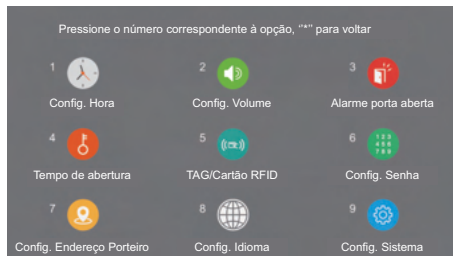 Pressione o número correspondente à opção, "*" para voltar
1 2 3
Config. Hora Config. Volume Alarme porta aberta
4 5 6
Tempo de abertura TAG/Cartão RFID Config. Senha
7 8 9
Config. Endereço Porteiro Config. Idioma Config. Sistema